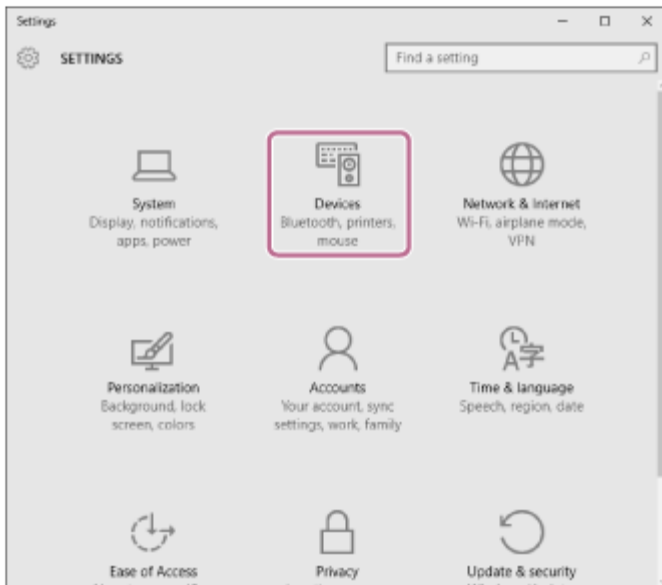 Settings
SETTINGS
Find a setting
System
Display, notifications,
apps, power
Devices
Bluetooth, printers,
mouse
Network & Internet
Wi-Fi, airplane mode,
VPN
Personalization
Background, lock
screen, colors
Accounts
Your account, sync
settings, work, family
Time & language
Speech, region, date
Ease of Access
Privacy
Update & security